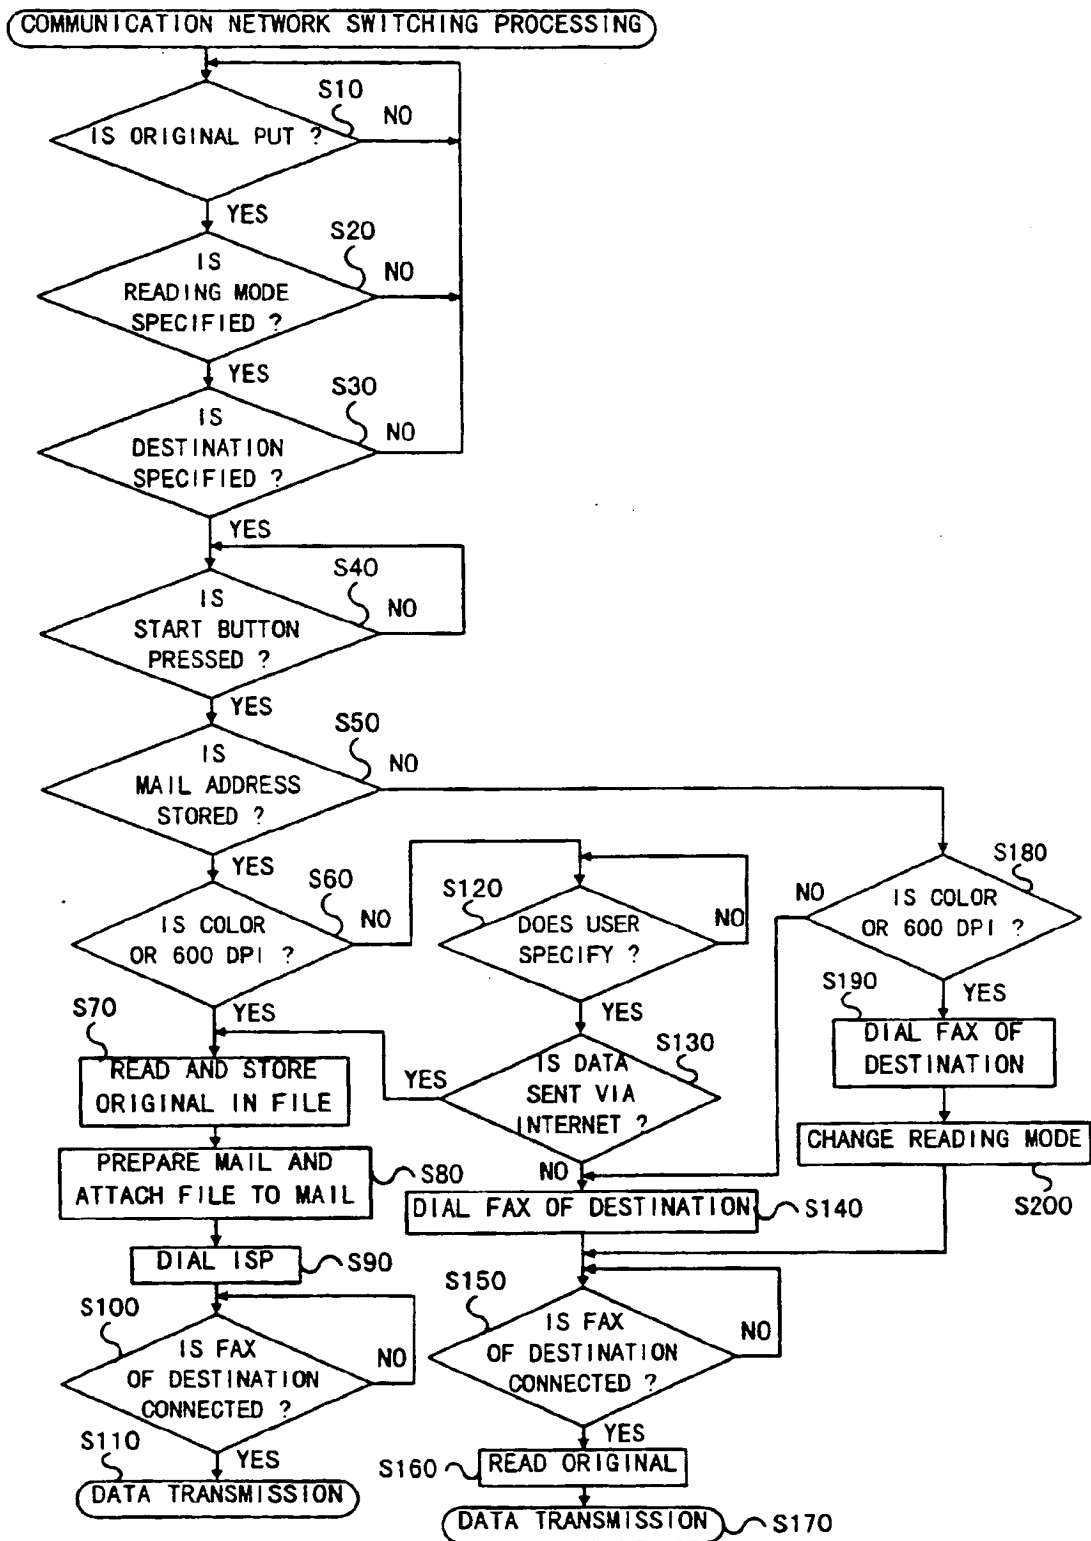 COMMUNICATION NETWORK SWITCHING PROCESSING
S10
NO
IS ORIGINAL PUT ?
YES
S20
NO
IS
READING MODE
SPECIFIED ?
YES
S30
NO
IS
DESTINATION
SPECIFIED ?
YES
S40
NO
IS
START BUTTON
PRESSED ?
YES
S50
NO
IS
MAIL ADDRESS
STORED ?
YES
S60
NO
IS COLOR
OR 600 DPI ?
YES
S120
NO
DOES USER
SPECIFY ?
YES
S180
NO
IS COLOR
OR 600 DPI ?
YES
S70
READ AND STORE
ORIGINAL IN FILE
S130
YES
IS DATA
SENT VIA
INTERNET ?
NO
S190
DIAL FAX OF
DESTINATION
CHANGE READING MODE
S200
PREPARE MAIL AND
ATTACH FILE TO MAIL
S80
DIAL FAX OF DESTINATION
S140
DIAL ISP
S90
S100
IS FAX
OF DESTINATION
CONNECTED ?
NO
YES
S150
IS FAX
OF DESTINATION
CONNECTED ?
NO
YES
S110
DATA TRANSMISSION
S160
READ ORIGINAL
DATA TRANSMISSION
S170